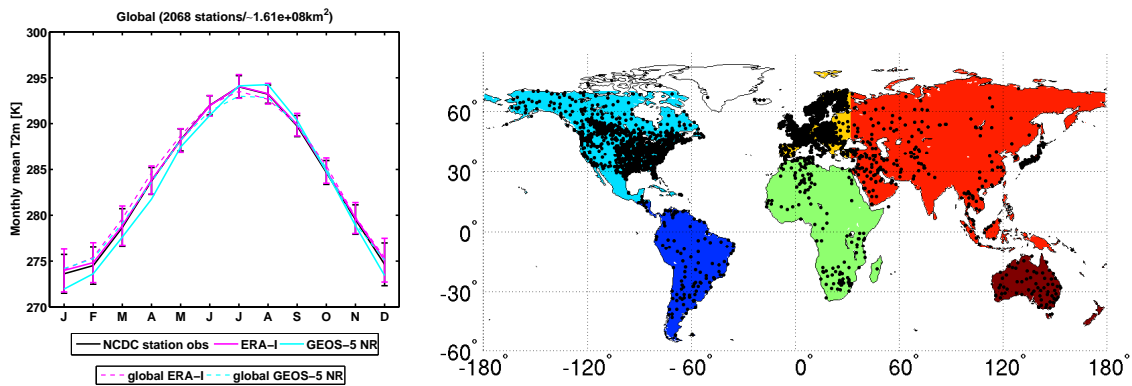 Global (2068 stations/~1.61e+08km²)
Monthly mean T2m [K]
300
295
290
285
280
275
270
J F M A M J J A S O N D
NCDC station obs ERA−I GEOS−5 NR
global ERA−I global GEOS−5 NR
60°
30°
0°
-30°
-60°
-180° -120° -60° 0° 60° 120° 180°